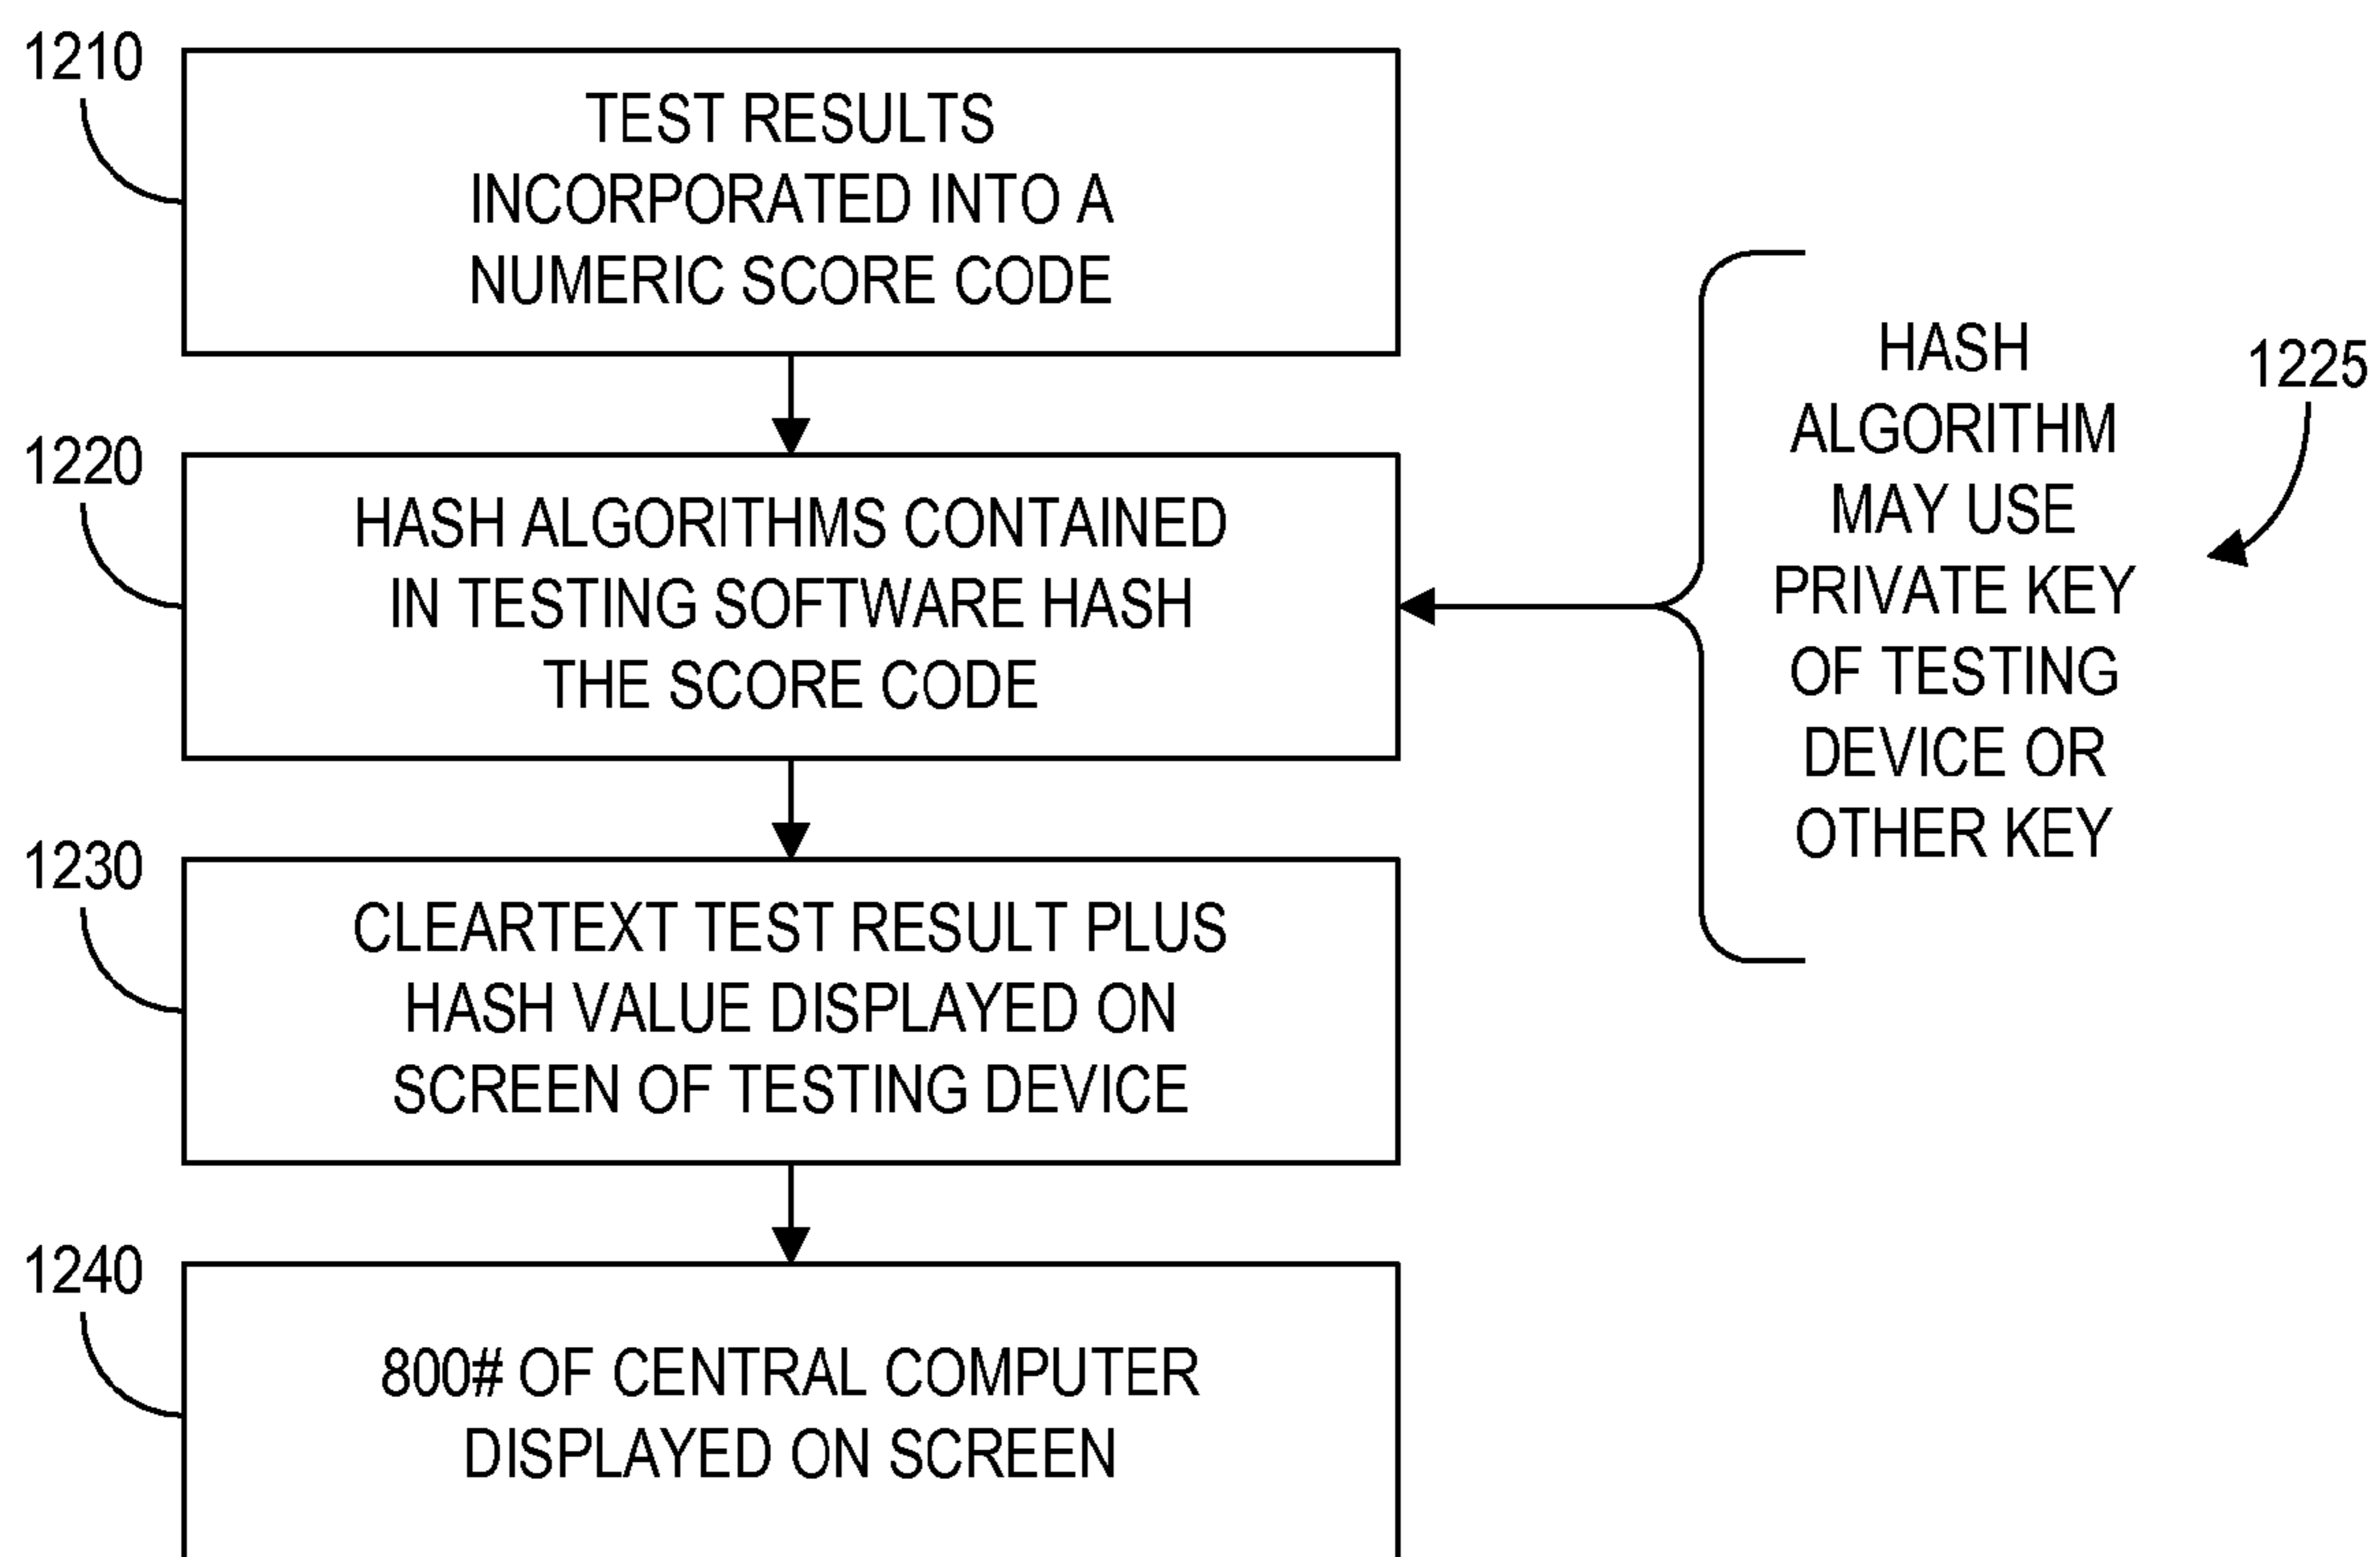 1210
TEST RESULTS
INCORPORATED INTO A
NUMERIC SCORE CODE
1220
HASH ALGORITHMS CONTAINED
IN TESTING SOFTWARE HASH
THE SCORE CODE
HASH
ALGORITHM
MAY USE
PRIVATE KEY
OF TESTING
DEVICE OR
OTHER KEY
1225
1230
CLEARTEXT TEST RESULT PLUS
HASH VALUE DISPLAYED ON
SCREEN OF TESTING DEVICE
1240
800# OF CENTRAL COMPUTER
DISPLAYED ON SCREEN